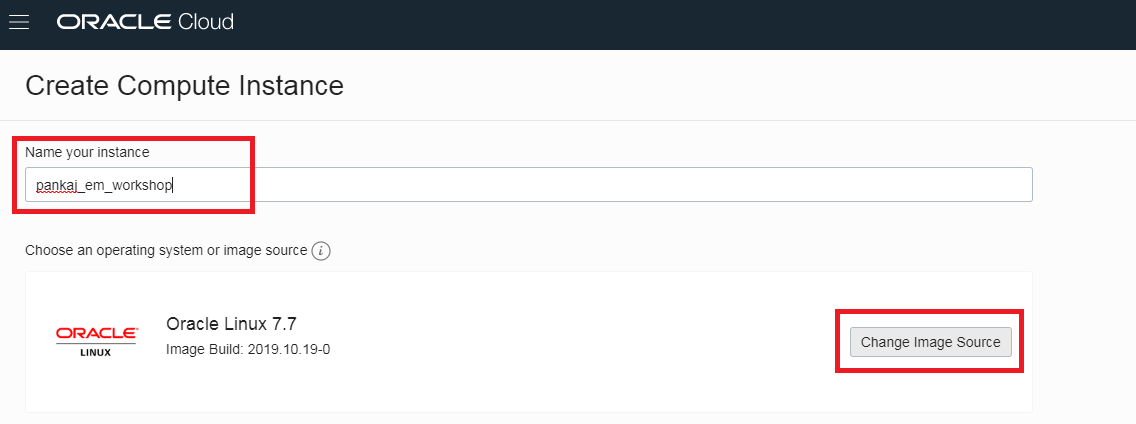 ORACLE Cloud
Create Compute Instance
Name your instance
pankaj_em_workshop
Choose an operating system or image source i
ORACLE
LINUX
Oracle Linux 7.7
Image Build: 2019.10.19-0
Change Image Source